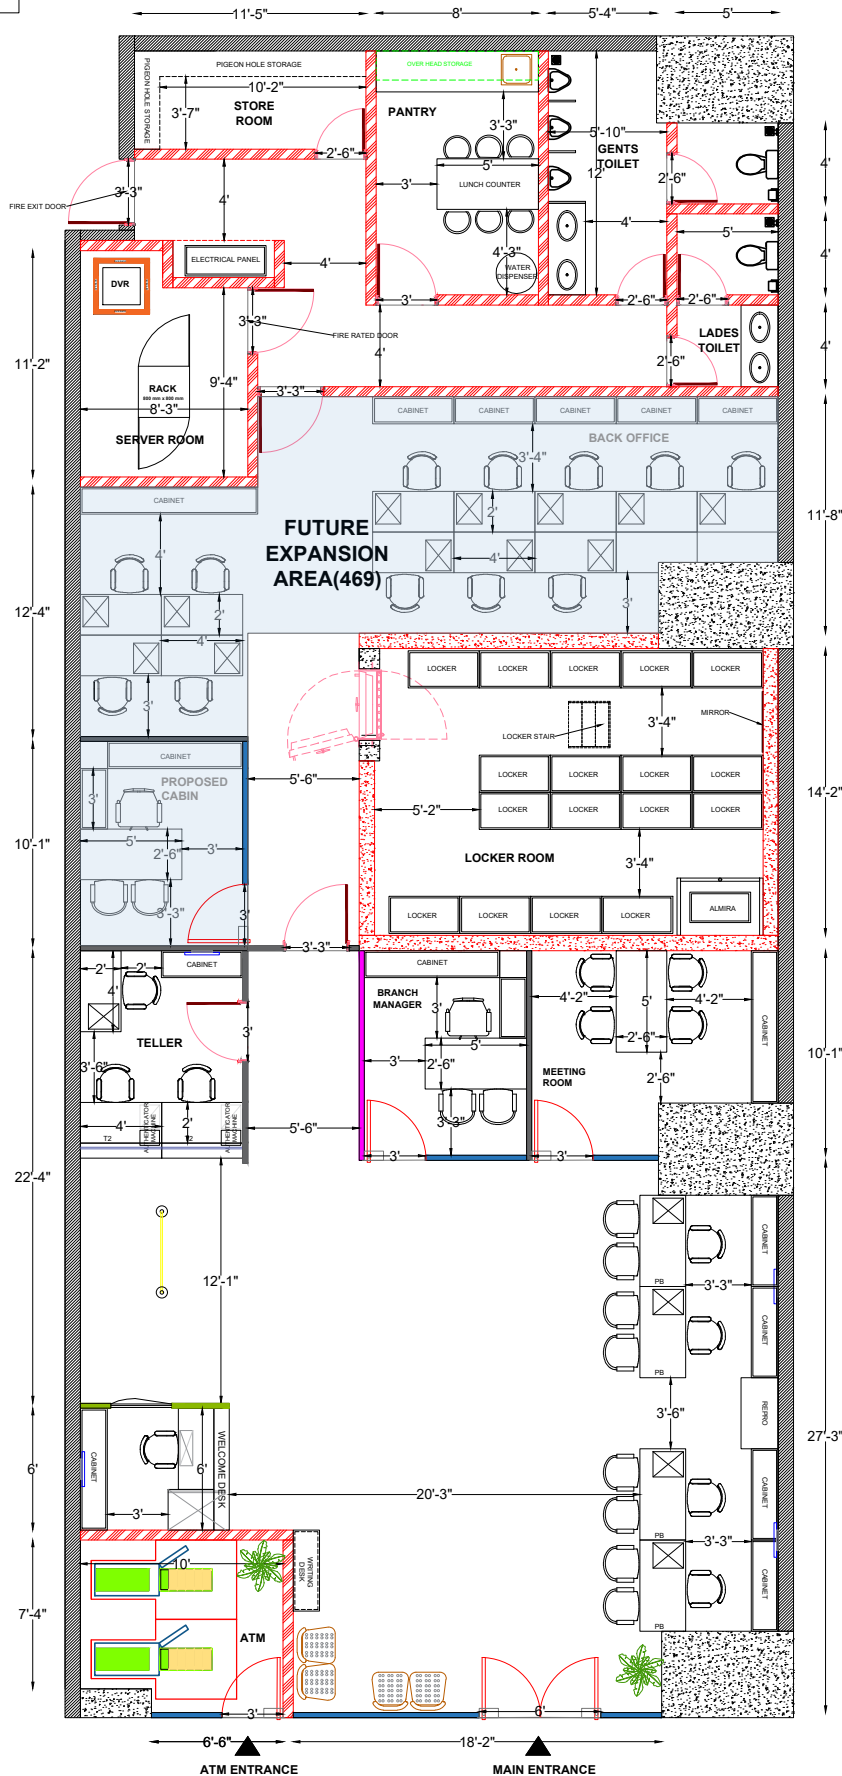 11'-5"
8'
5'-4"
5'
PIGEON HOLE STORAGE
PIGEON HOLE STORAGE
10'-2"
3'-7"
STORE
ROOM
2'-6"
OVER HEAD STORAGE
PANTRY
3'-3"
5'
3'
LUNCH COUNTER
4'-3"
WATER
DISPENSER
3'
5'-10"
GENTS
TOILET
12'
4'
2'-6"
2'-6"
5'
2'-6"
4'
4'
4'
FIRE EXIT DOOR
3'-3"
4'
ELECTRICAL PANEL
4'
DVR
3'-3"
FIRE RATED DOOR
4'
LADES
TOILET
2'-6"
11'-2"
9'-4"
RACK
800 mm x 800 mm
8'-3"
SERVER ROOM
3'-3"
CABINET
CABINET
CABINET
CABINET
CABINET
BACK OFFICE
3'-4"
2'
4'
3'
11'-8"
CABINET
FUTURE
EXPANSION
AREA(469)
4'
2'
4'
3'
12'-4"
LOCKER
LOCKER
LOCKER
LOCKER
LOCKER
3'-4"
MIRROR
LOCKER STAIR
LOCKER
LOCKER
LOCKER
LOCKER
LOCKER
LOCKER
LOCKER
LOCKER
5'-2"
14'-2"
LOCKER ROOM
3'-4"
ALMIRA
LOCKER
LOCKER
LOCKER
LOCKER
CABINET
PROPOSED
CABIN
3'
5'
2'-6"
3'
3'-3"
3'
10'-1"
5'-6"
3'-3"
CABINET
2'
2'
4'
TELLER
3'
3'-6"
4'
2'
T2
AUTHENTICATOR
MACHINE
AUTHENTICATOR
MACHINE
5'-6"
CABINET
BRANCH
MANAGER
3'
5'
3'
2'-6"
3'-3"
3'
4'-2"
5'
4'-2"
2'-6"
MEETING
ROOM
2'-6"
CABINET
3'
10'-1"
22'-4"
12'-1"
CABINET
3'-3"
PB
CABINET
PB
3'-6"
REPRO
27'-3"
CABINET
3'-3"
PB
CABINET
PB
CABINET
3'
6'
WELCOME DESK
6'
20'-3"
10'
WRITING
DESK
7'-4"
ATM
3'
6'
6'-6"
18'-2"
ATM ENTRANCE
MAIN ENTRANCE